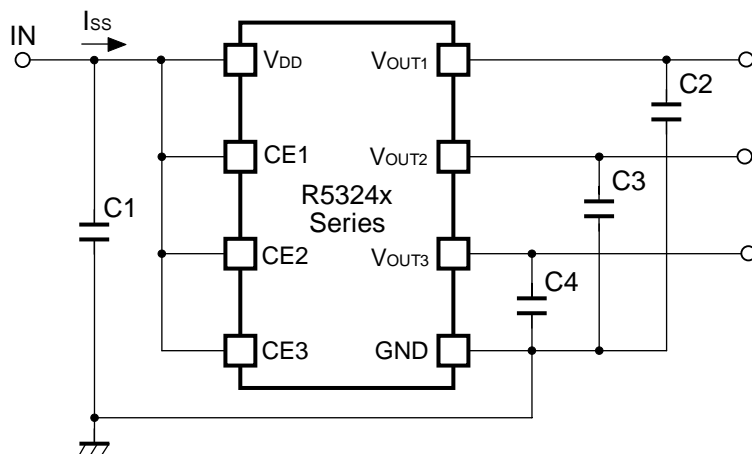 IN
ISS
VDD
CE1
CE2
CE3
R5324x
Series
VOUT1
VOUT2
VOUT3
GND
C1
C2
C3
C4